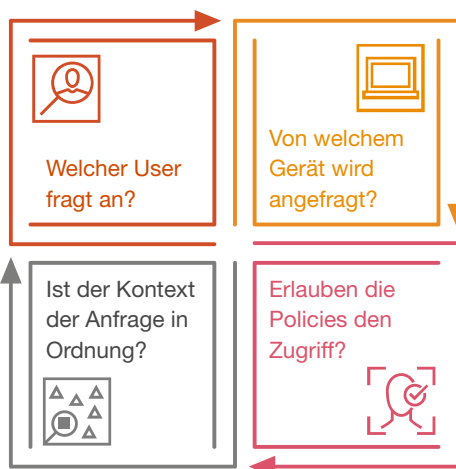 Welcher User
fragt an?
Von welchem
Gerät wird
angefragt?
Ist der Kontext
der Anfrage in
Ordnung?
Erlauben die
Policies den
Zugriff?